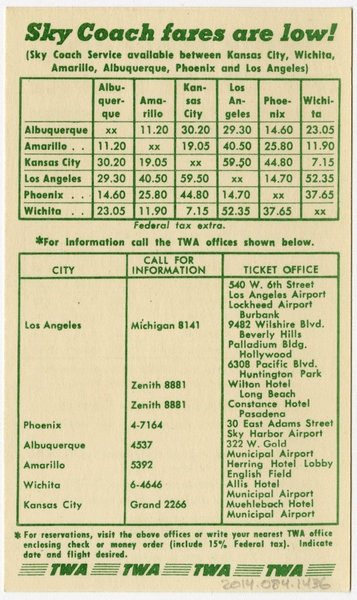 Sky Coach fares are low!
(Sky Coach Service available between Kansas City, Wichita,
Amarillo, Albuquerque, Phoenix and Los Angeles)
Albu-
quer-
que Ama-
rillo Kan-
sas
City Los
An-
geles Phoe-
nix Wichi-
ta
Albuquerque xx 11.20 30.20 29.30 14.60 23.05
Amarillo . . 11.20 xx 19.05 40.50 25.80 11.90
Kansas City 30.20 19.05 xx 59.50 44.80 7.15
Los Angeles 29.30 40.50 59.50 xx 14.70 52.35
Phoenix . . 14.60 25.80 44.80 14.70 xx 37.65
Wichita . . 23.05 11.90 7.15 52.35 37.65 xx
Federal tax extra.
*For information call the TWA offices shown below.
CITY CALL FOR
INFORMATION TICKET OFFICE
540 W. 6th Street
Los Angeles Airport
Lockheed Airport
Burbank
Los Angeles Michigan 8141 9482 Wilshire Blvd.
Beverly Hills
Palladium Bldg.
Hollywood
6308 Pacific Blvd.
Huntington Park
Zenith 8881 Wilton Hotel
Long Beach
Zenith 8881 Constance Hotel
Pasadena
Phoenix 4-7164 30 East Adams Street
Sky Harbor Airport
Albuquerque 4537 322 W. Gold
Municipal Airport
Amarillo 5392 Herring Hotel Lobby
English Field
Wichita 6-4646 Allis Hotel
Municipal Airport
Kansas City Grand 2266 Muehlebach Hotel
Municipal Airport
* For reservations, visit the above offices or write your nearest TWA office
enclosing check or money order (include 15% Federal tax). Indicate
date and flight desired.
TWA TWA TWA TWA
2014.084.1436